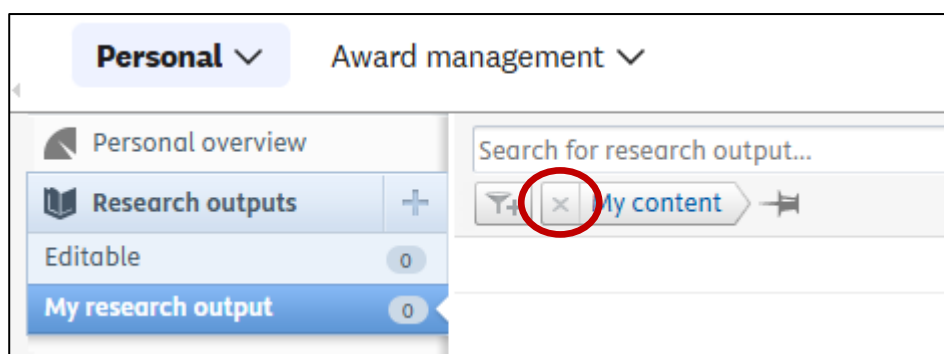 Personal Award management
Personal overview
Search for research output...
Research outputs
My content
Editable 0
My research output 0